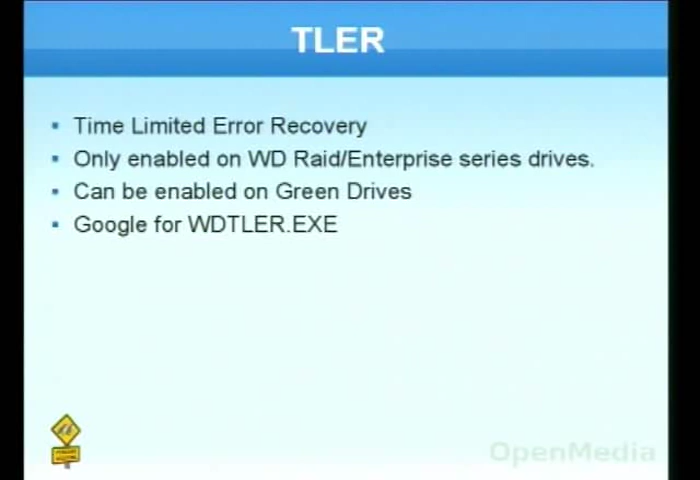 TLER
Time Limited Error Recovery
Only enabled on WD Raid/Enterprise series drives.
Can be enabled on Green Drives
Google for WDTLER.EXE
OpenMedia